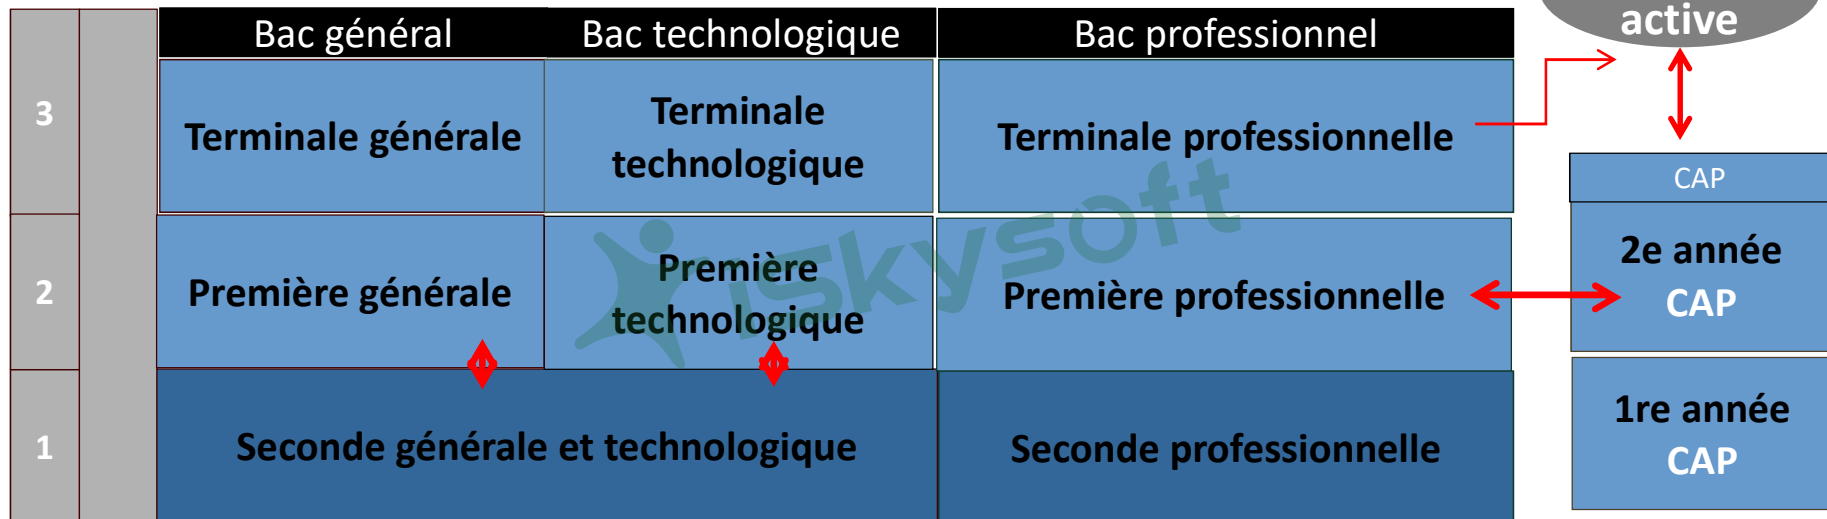 active
Bac général
Bac technologique
Bac professionnel
3
Terminale générale
Terminale
technologique
Terminale professionnelle
CAP
2
Première générale
Première
technologique
Première professionnelle
2e année
CAP
1
Seconde générale et technologique
Seconde professionnelle
1re année
CAP
iSkysoft